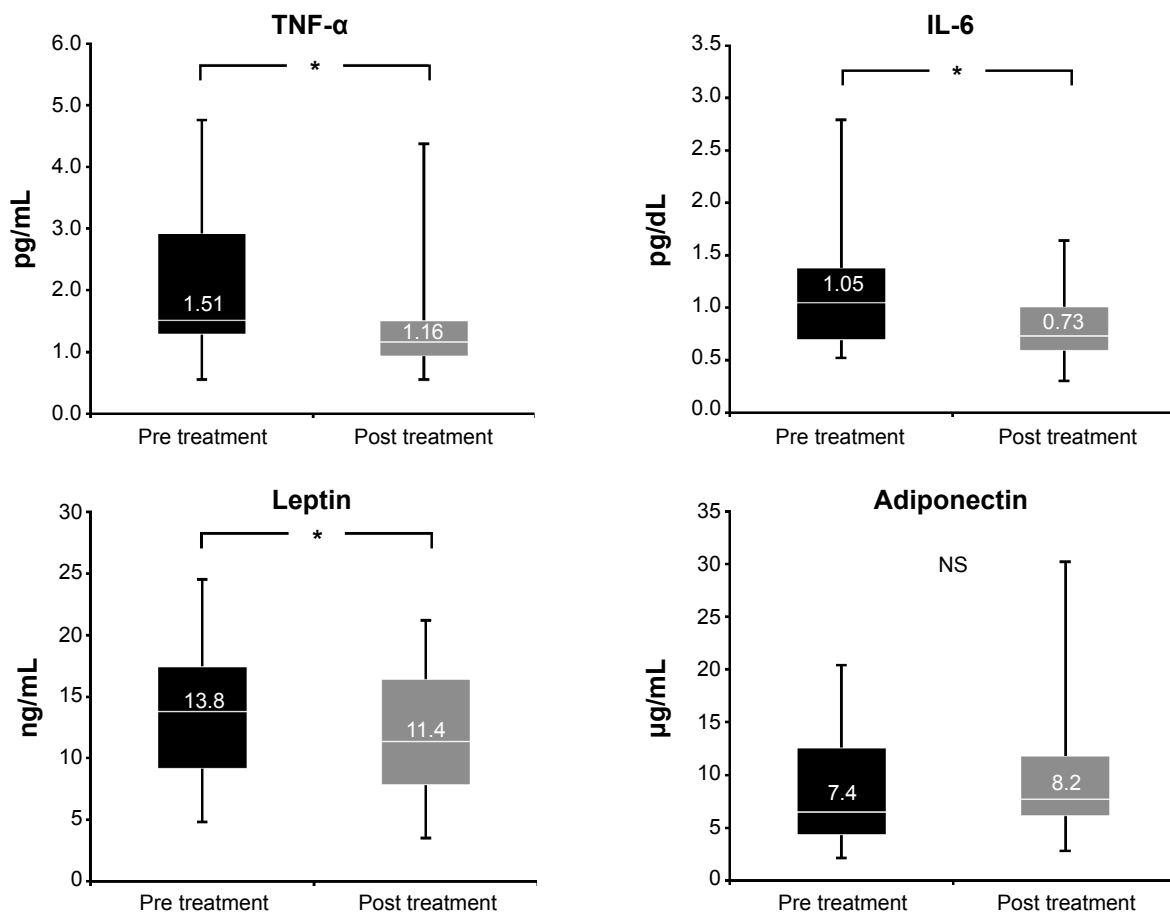 TNF-α
6.0
5.0
4.0
3.0
2.0
1.0
0.0
pg/mL
*
1.51
1.16
Pre treatment
Post treatment
IL-6
3.5
3.0
2.5
2.0
1.5
1.0
0.5
0.0
pg/dL
*
1.05
0.73
Pre treatment
Post treatment
Leptin
30
25
20
15
10
5
0
ng/mL
*
13.8
11.4
Pre treatment
Post treatment
Adiponectin
35
30
25
20
15
10
5
0
µg/mL
NS
7.4
8.2
Pre treatment
Post treatment